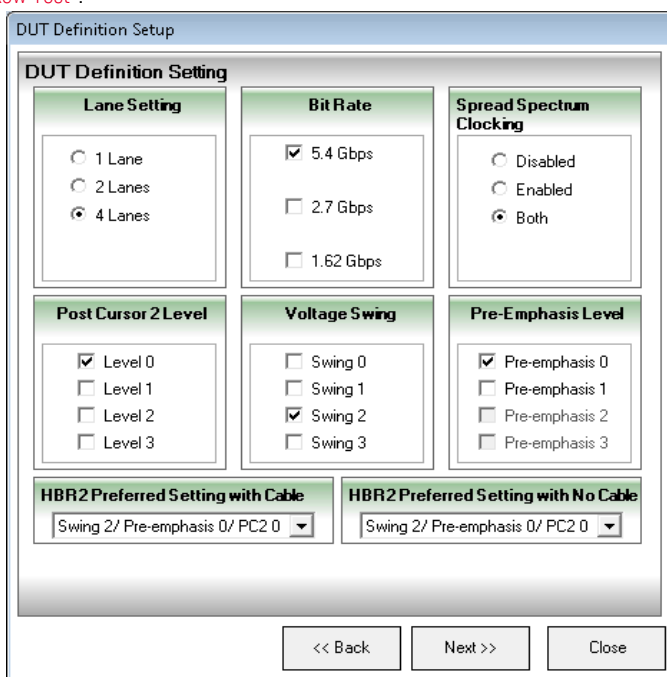 DUT Definition Setup
DUT Definition Setting
Lane Setting
1 Lane
2 Lanes
4 Lanes
Bit Rate
5.4 Gbps
2.7 Gbps
1.62 Gbps
Spread Spectrum
Clocking
Disabled
Enabled
Both
Post Cursor 2 Level
Level 0
Level 1
Level 2
Level 3
Voltage Swing
Swing 0
Swing 1
Swing 2
Swing 3
Pre-Emphasis Level
Pre-emphasis 0
Pre-emphasis 1
Pre-emphasis 2
Pre-emphasis 3
HBR2 Preferred Setting with Cable
Swing 2/ Pre-emphasis 0/ PC2 0
HBR2 Preferred Setting with No Cable
Swing 2/ Pre-emphasis 0/ PC2 0
<< Back
Next >>
Close